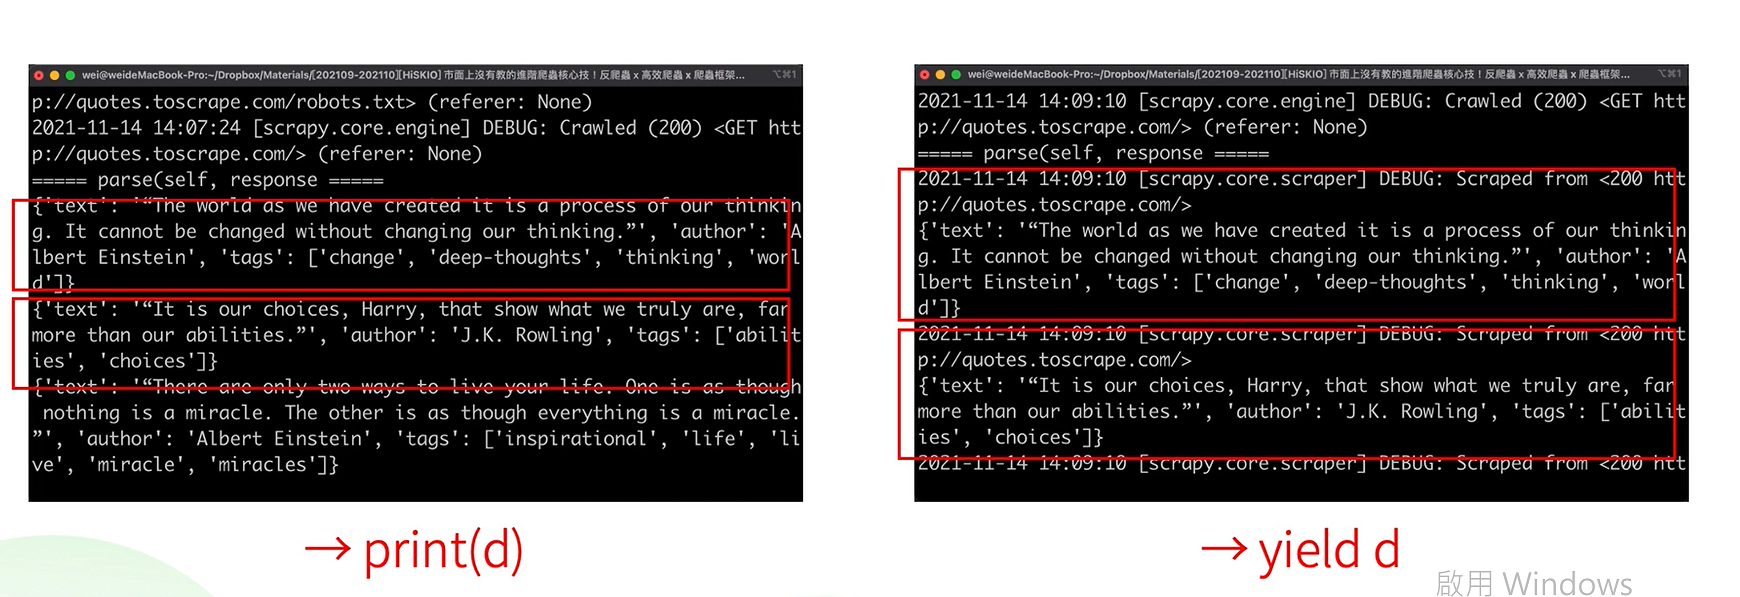 wei@weideMacBook-Pro:~/Dropbox/Materials/[202109-202110][HiSKIO] 市面上沒有教的進階爬蟲核心技！反爬蟲 x 高效爬蟲 x 爬蟲框架...
⌥⌘1
p://quotes.toscrape.com/robots.txt> (referer: None)
2021-11-14 14:07:24 [scrapy.core.engine] DEBUG: Crawled (200) <GET htt
p://quotes.toscrape.com/> (referer: None)
===== parse(self, response =====
{'text': '“The world as we have created it is a process of our thinkin
g. It cannot be changed without changing our thinking.”', 'author': 'A
lbert Einstein', 'tags': ['change', 'deep-thoughts', 'thinking', 'worl
d']}
{'text': '“It is our choices, Harry, that show what we truly are, far
more than our abilities.”', 'author': 'J.K. Rowling', 'tags': ['abilit
ies', 'choices']}
{'text': '“There are only two ways to live your life. One is as though
nothing is a miracle. The other is as though everything is a miracle.
”', 'author': 'Albert Einstein', 'tags': ['inspirational', 'life', 'li
ve', 'miracle', 'miracles']}
→ print(d)
wei@weideMacBook-Pro:~/Dropbox/Materials/[202109-202110][HiSKIO] 市面上沒有教的進階爬蟲核心技！反爬蟲 x 高效爬蟲 x 爬蟲框架...
⌥⌘1
2021-11-14 14:09:10 [scrapy.core.engine] DEBUG: Crawled (200) <GET htt
p://quotes.toscrape.com/> (referer: None)
===== parse(self, response =====
2021-11-14 14:09:10 [scrapy.core.scraper] DEBUG: Scraped from <200 htt
p://quotes.toscrape.com/>
{'text': '“The world as we have created it is a process of our thinkin
g. It cannot be changed without changing our thinking.”', 'author': 'A
lbert Einstein', 'tags': ['change', 'deep-thoughts', 'thinking', 'worl
d']}
2021-11-14 14:09:10 [scrapy.core.scraper] DEBUG: Scraped from <200 htt
p://quotes.toscrape.com/>
{'text': '“It is our choices, Harry, that show what we truly are, far
more than our abilities.”', 'author': 'J.K. Rowling', 'tags': ['abilit
ies', 'choices']}
2021-11-14 14:09:10 [scrapy.core.scraper] DEBUG: Scraped from <200 htt
→ yield d
啟用 Windows